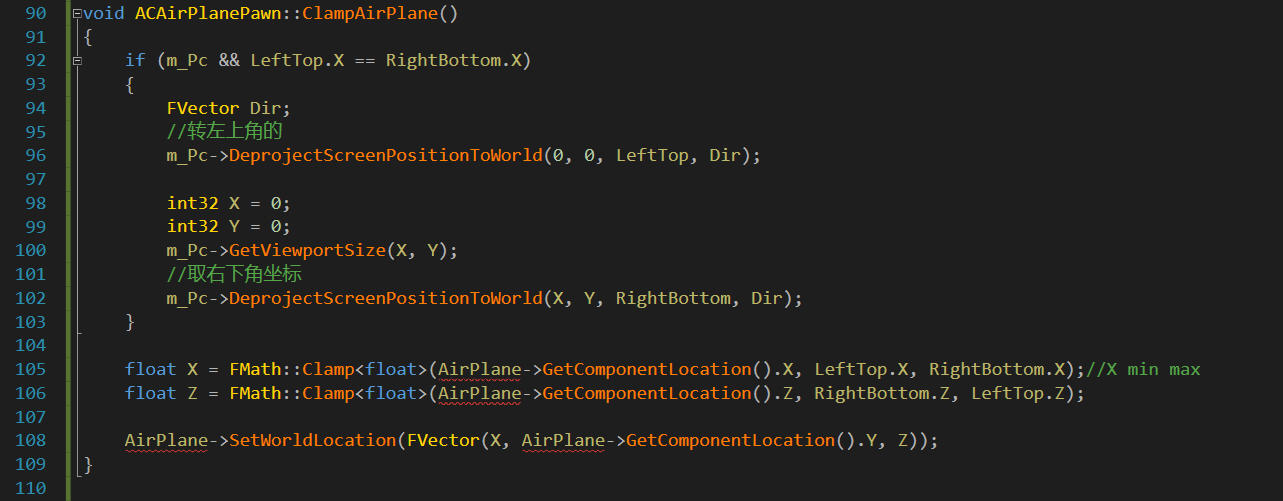 90 void ACAirPlanePawn::ClampAirPlane()
91 {
92 if (m_Pc && LeftTop.X == RightBottom.X)
93 {
94 FVector Dir;
95 //转左上角的
96 m_Pc->DeprojectScreenPositionToWorld(0, 0, LeftTop, Dir);
97
98 int32 X = 0;
99 int32 Y = 0;
100 m_Pc->GetViewportSize(X, Y);
101 //取右下角坐标
102 m_Pc->DeprojectScreenPositionToWorld(X, Y, RightBottom, Dir);
103 }
104
105 float X = FMath::Clamp<float>(AirPlane->GetComponentLocation().X, LeftTop.X, RightBottom.X);//X min max
106 float Z = FMath::Clamp<float>(AirPlane->GetComponentLocation().Z, RightBottom.Z, LeftTop.Z);
107
108 AirPlane->SetWorldLocation(FVector(X, AirPlane->GetComponentLocation().Y, Z));
109 }
110